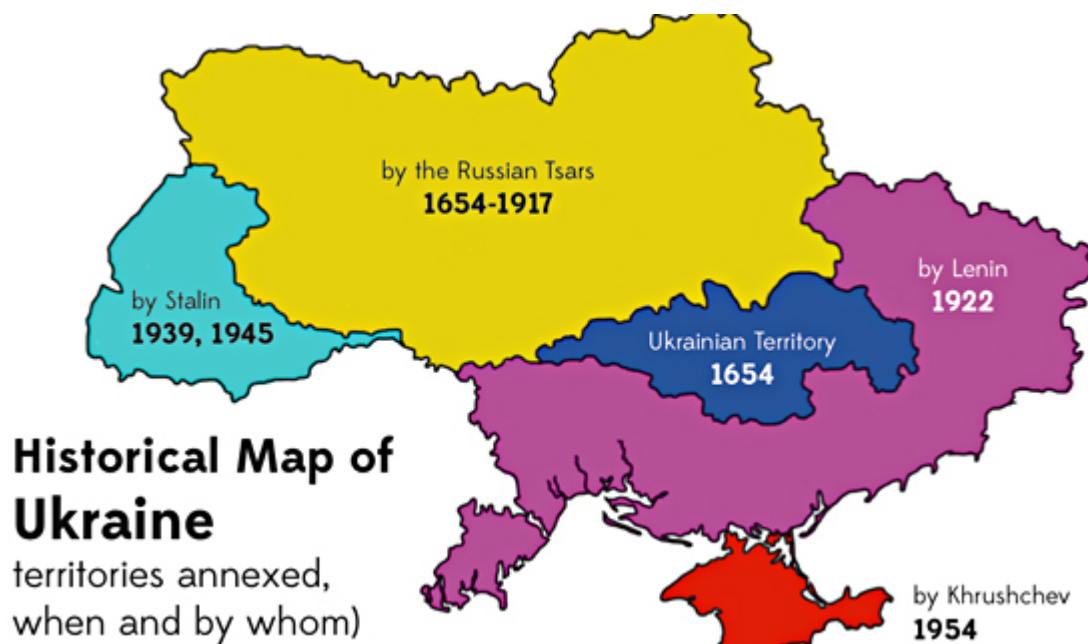 by the Russian Tsars
1654-1917
by Lenin
1922
by Stalin
1939, 1945
Ukrainian Territory
1654
Historical Map of
Ukraine
territories annexed,
when and by whom)
by Khrushchev
1954